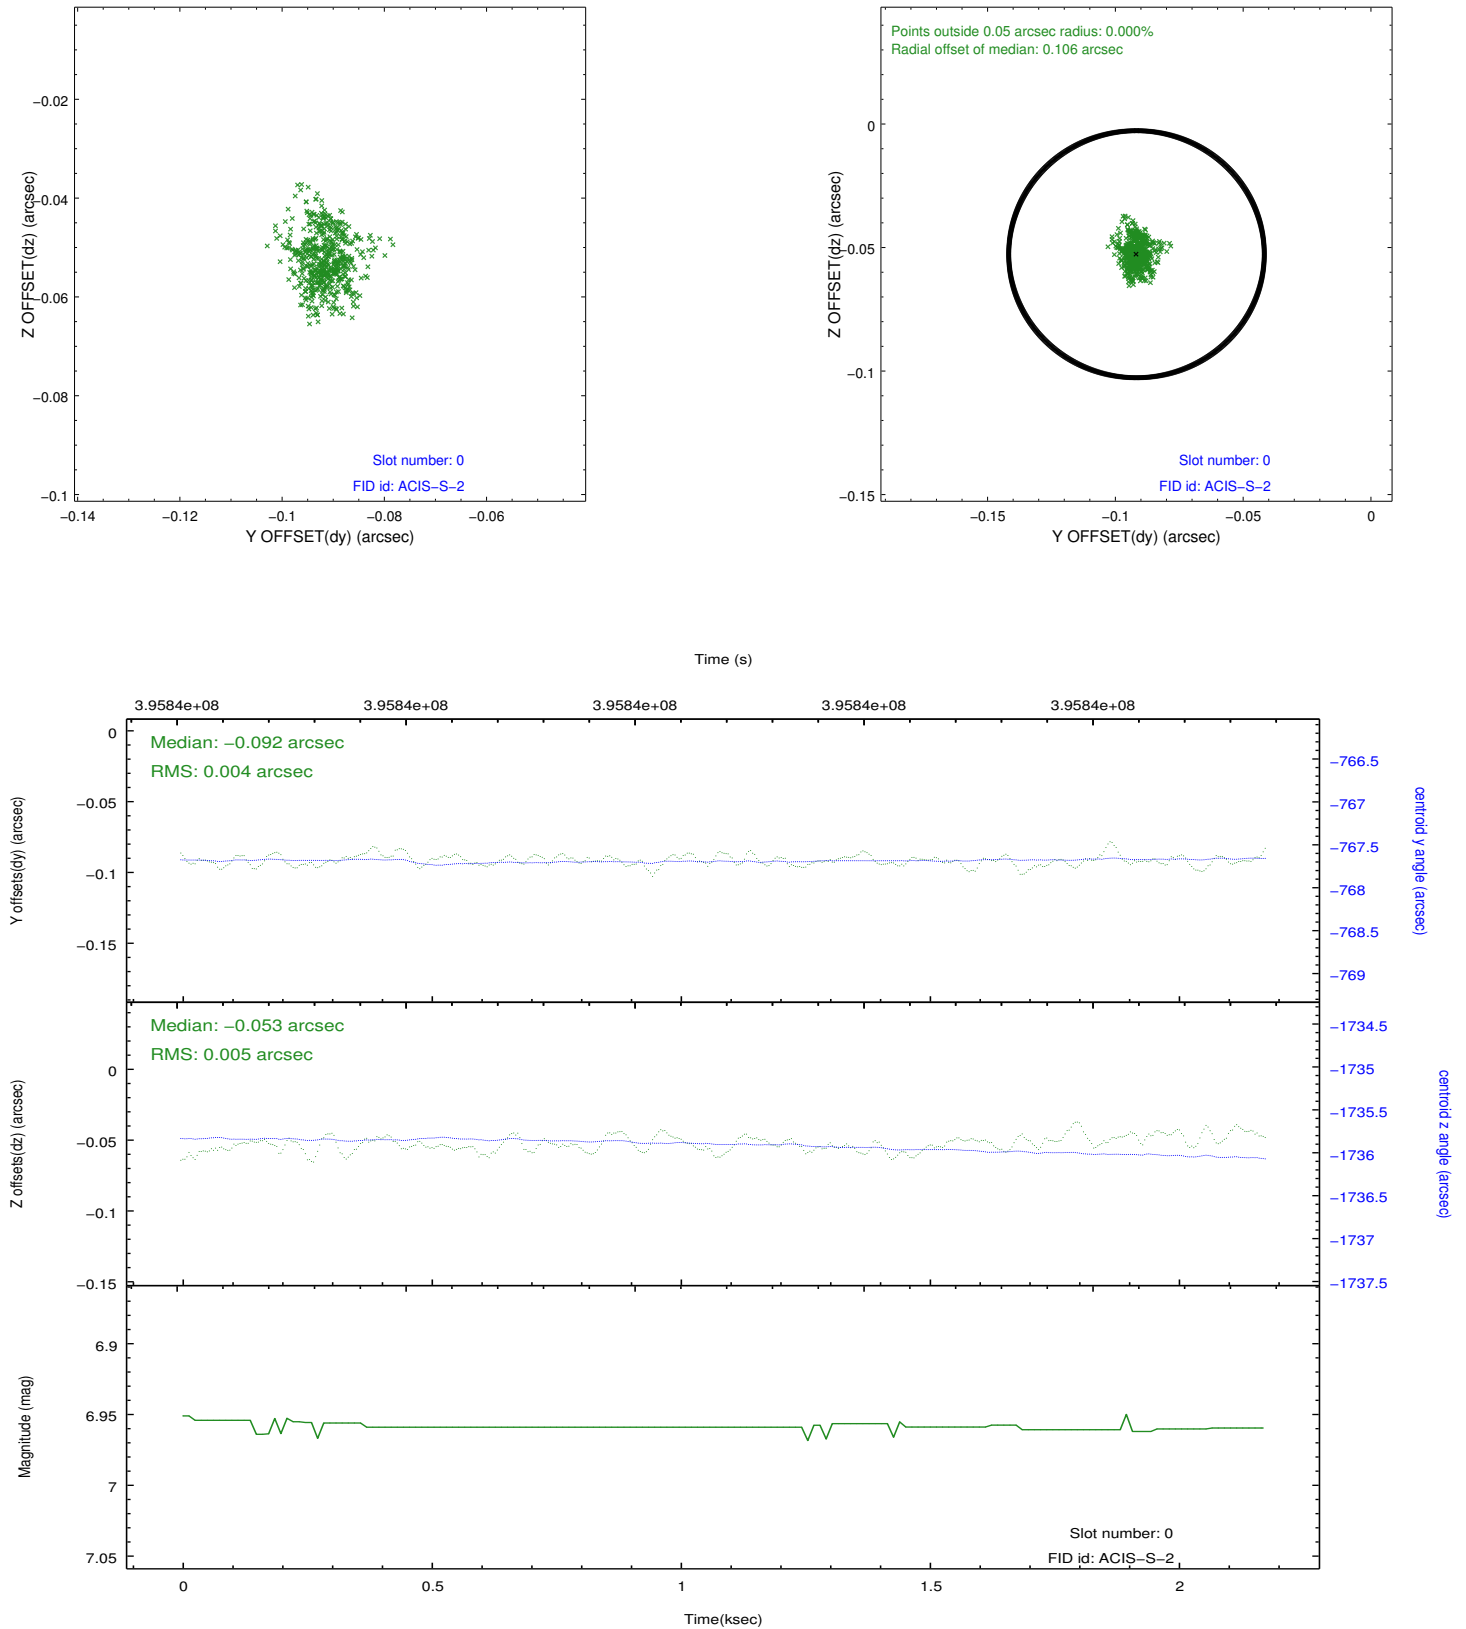 −0.02
−0.04
−0.06
−0.08
−0.1
−0.14
−0.12
−0.1
−0.08
−0.06
Z OFFSET(dz) (arcsec)
Y OFFSET(dy) (arcsec)
Slot number: 0
FID id: ACIS−S−2
Points outside 0.05 arcsec radius: 0.000%
Radial offset of median: 0.106 arcsec
0
−0.05
−0.1
−0.15
−0.15
−0.1
−0.05
0
Z OFFSET(dz) (arcsec)
Y OFFSET(dy) (arcsec)
Slot number: 0
FID id: ACIS−S−2
Time (s)
3.9584e+08
3.9584e+08
3.9584e+08
3.9584e+08
3.9584e+08
Median: −0.092 arcsec
RMS: 0.004 arcsec
0
−0.05
−0.1
−0.15
Y offsets(dy) (arcsec)
−766.5
−767
−767.5
−768
−768.5
−769
centroid y angle (arcsec)
Median: −0.053 arcsec
RMS: 0.005 arcsec
0
−0.05
−0.1
−0.15
Z offsets(dz) (arcsec)
−1734.5
−1735
−1735.5
−1736
−1736.5
−1737
−1737.5
centroid z angle (arcsec)
6.9
6.95
7
7.05
Magnitude (mag)
Slot number: 0
FID id: ACIS−S−2
0
0.5
1
1.5
2
Time(ksec)